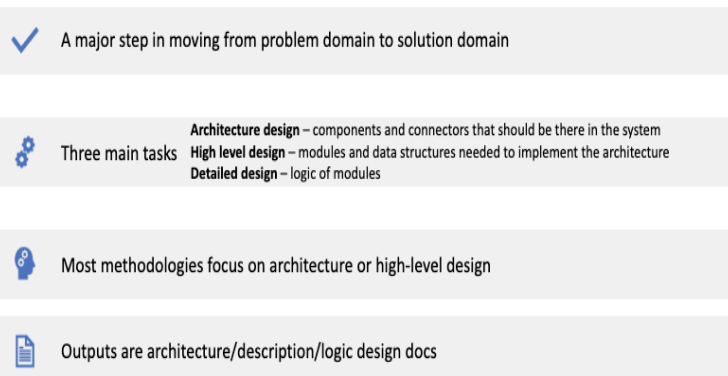 A major step in moving from problem domain to solution domain
Three main tasks
Architecture design – components and connectors that should be there in the system
High level design – modules and data structures needed to implement the architecture
Detailed design – logic of modules
Most methodologies focus on architecture or high-level design
Outputs are architecture/description/logic design docs